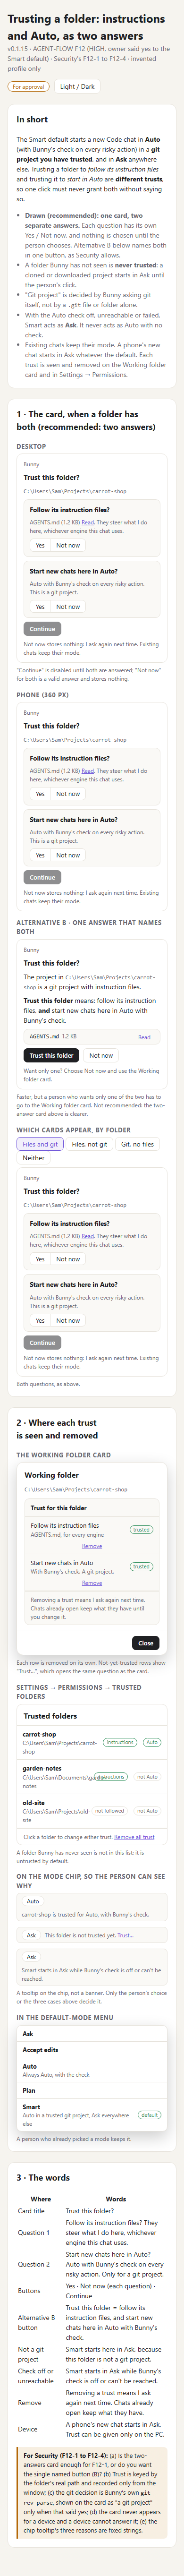 Trusting a folder: instructions
and Auto, as two answers
v0.1.15 · AGENT-FLOW F12 (HIGH, owner said yes to the
Smart default) · Security's F12-1 to F12-4 · invented
profile only
For approval
Light / Dark
In short
The Smart default starts a new Code chat in Auto
(with Bunny's check on every risky action) in a git
project you have trusted, and in Ask anywhere
else. Trusting a folder to follow its instruction files
and trusting it to start in Auto are different trusts,
so one click must never grant both without saying
so.
Drawn (recommended): one card, two
separate answers. Each question has its own
Yes / Not now, and nothing is chosen until the
person chooses. Alternative B below names both
in one button, as Security allows.
A folder Bunny has not seen is never trusted: a
cloned or downloaded project starts in Ask until
the person's click.
"Git project" is decided by Bunny asking git
itself, not by a .git file or folder alone.
With the Auto check off, unreachable or failed,
Smart acts as Ask. It never acts as Auto with no
check.
Existing chats keep their mode. A phone's new
chat starts in Ask whatever the default. Each
trust is seen and removed on the Working folder
card and in Settings → Permissions.
1 · The card, when a folder has
both (recommended: two answers)
DESKTOP
Bunny
Trust this folder?
C:\Users\Sam\Projects\carrot-shop
Follow its instruction files?
AGENTS.md (1.2 KB) Read. They steer what I do
here, whichever engine this chat uses.
Yes
Not now
Start new chats here in Auto?
Auto with Bunny's check on every risky action.
This is a git project.
Yes
Not now
Continue
Not now stores nothing: I ask again next time. Existing
chats keep their mode.
"Continue" is disabled until both are answered; "Not now"
for both is a valid answer and stores nothing.
PHONE (360 PX)
Bunny
Trust this folder?
C:\Users\Sam\Projects\carrot-shop
Follow its instruction files?
AGENTS.md (1.2 KB) Read. They steer what I do
here, whichever engine this chat uses.
Yes
Not now
Start new chats here in Auto?
Auto with Bunny's check on every risky action.
This is a git project.
Yes
Not now
Continue
Not now stores nothing: I ask again next time. Existing
chats keep their mode.
ALTERNATIVE B · ONE ANSWER THAT NAMES
BOTH
Bunny
Trust this folder?
The project in C:\Users\Sam\Projects\carrot-
shop is a git project with instruction files.
Trust this folder means: follow its instruction
files, and start new chats here in Auto with
Bunny's check.
AGENTS.md 1.2 KB
Read
Trust this folder
Not now
Want only one? Choose Not now and use the Working
folder card.
Faster, but a person who wants only one of the two has to
go to the Working folder card. Not recommended: the two-
answer card above is clearer.
WHICH CARDS APPEAR, BY FOLDER
Files and git
Files, not git
Git, no files
Neither
Bunny
Trust this folder?
C:\Users\Sam\Projects\carrot-shop
Follow its instruction files?
AGENTS.md (1.2 KB) Read. They steer what I do
here, whichever engine this chat uses.
Yes
Not now
Start new chats here in Auto?
Auto with Bunny's check on every risky action.
This is a git project.
Yes
Not now
Continue
Not now stores nothing: I ask again next time. Existing
chats keep their mode.
Both questions, as above.
2 · Where each trust
is seen and removed
THE WORKING FOLDER CARD
Working folder
C:\Users\Sam\Projects\carrot-shop
Trust for this folder
Follow its instruction files
AGENTS.md, for every engine
trusted
Remove
Start new chats in Auto
With Bunny's check. A git project.
trusted
Remove
Removing a trust means I ask again next time.
Chats already open keep what they have until
you change it.
Close
Each row is removed on its own. Not-yet-trusted rows show
"Trust...", which opens the same question as the card.
SETTINGS → PERMISSIONS → TRUSTED
FOLDERS
Trusted folders
carrot-shop
C:\Users\Sam\Projects\carrot-
shop
instructions
Auto
garden-notes
C:\Users\Sam\Documents\garden-
notes
instructions
not Auto
old-site
C:\Users\Sam\Projects\old-
site
not followed
not Auto
Click a folder to change either trust. Remove all trust
A folder Bunny has never seen is not in this list: it is
untrusted by default.
ON THE MODE CHIP, SO THE PERSON CAN SEE
WHY
Auto
carrot-shop is trusted for Auto, with Bunny's check.
Ask
This folder is not trusted yet. Trust...
Ask
Smart starts in Ask while Bunny's check is off or can't be
reached.
A tooltip on the chip, not a banner. Only the person's choice
or the three cases above decide it.
IN THE DEFAULT-MODE MENU
Ask
Accept edits
Auto
Always Auto, with the check
Plan
Smart
Auto in a trusted git project, Ask everywhere
else
default
A person who already picked a mode keeps it.
3 · The words
Where
Words
Card title
Trust this folder?
Question 1
Follow its instruction files? They
steer what I do here, whichever
engine this chat uses.
Question 2
Start new chats here in Auto?
Auto with Bunny's check on every
risky action. Only for a git project.
Buttons
Yes · Not now (each question) ·
Continue
Alternative B
button
Trust this folder = follow its
instruction files, and start new
chats here in Auto with Bunny's
check.
Not a git
project
Smart starts here in Ask, because
this folder is not a git project.
Check off or
unreachable
Smart starts in Ask while Bunny's
check is off or can't be reached.
Remove
Removing a trust means I ask
again next time. Chats already
open keep what they have.
Device
A phone's new chat starts in Ask.
Trust can be given only on the PC.
For Security (F12-1 to F12-4): (a) Is the two-
answers card enough for F12-1, or do you want
the single named button (B)? (b) Trust is keyed by
the folder's real path and recorded only from the
window; (c) the git decision is Bunny's own git
rev-parse, shown on the card as "a git project"
only when that said yes; (d) the card never appears
for a device and a device cannot answer it; (e) the
chip tooltip's three reasons are fixed strings.